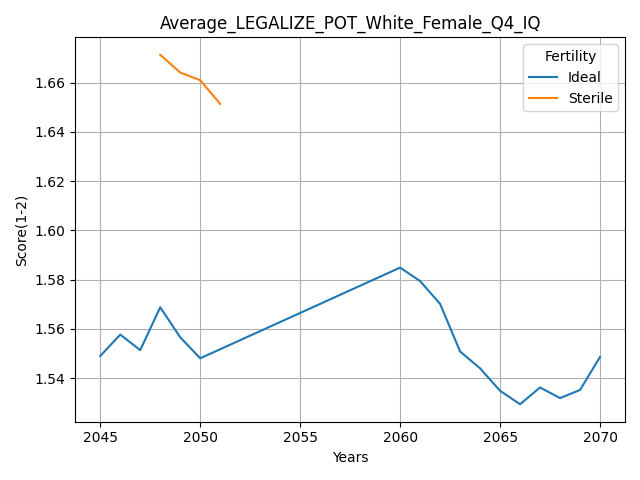 Average_LEGALIZE_POT_White_Female_Q4_IQ
Fertility
Ideal
Sterile
Score(1-2)
1.66
1.64
1.62
1.60
1.58
1.56
1.54
2045 2050 2055 2060 2065 2070
Years